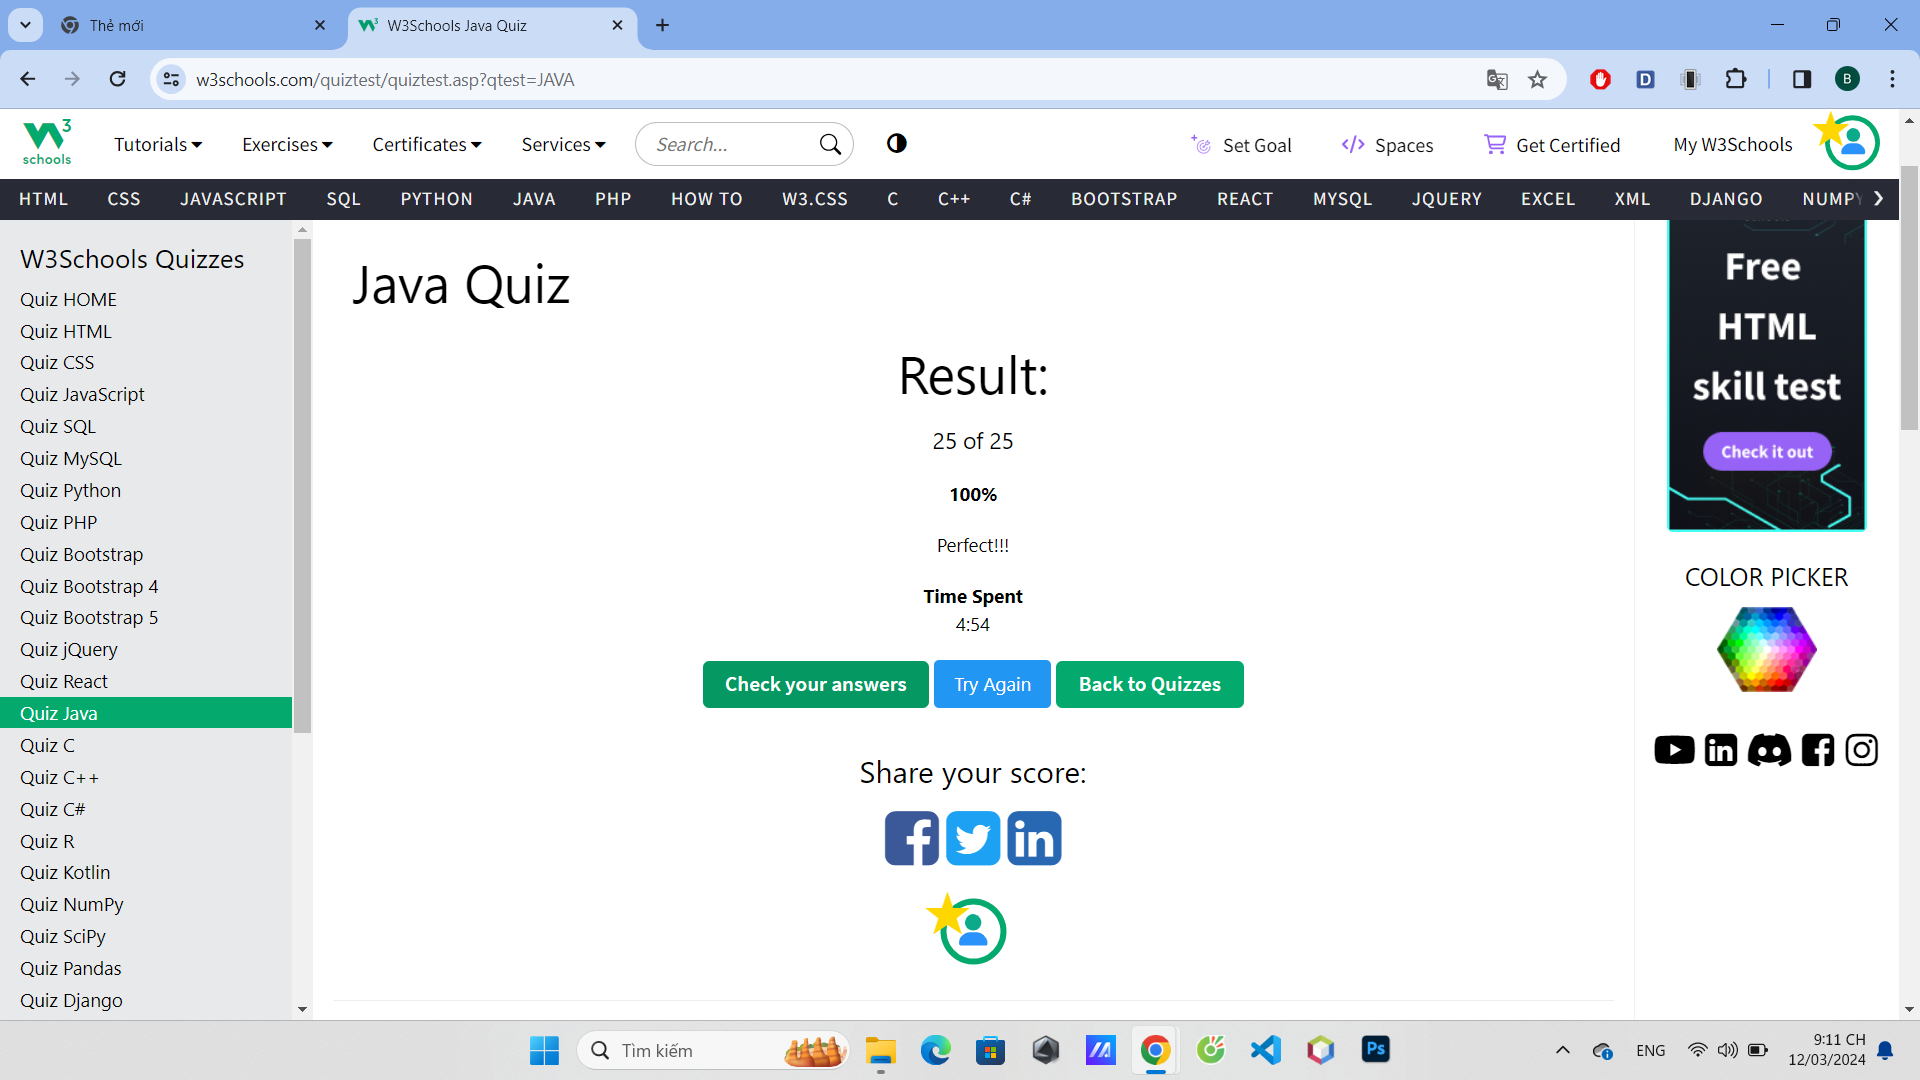 Thẻ mới
W3Schools Java Quiz
w3schools.com/quiztest/quiztest.asp?qtest=JAVA
D
B
W3
schools
Tutorials
Exercises
Certificates
Services
Search...
Set Goal
Spaces
Get Certified
My W3Schools
HTML CSS JAVASCRIPT SQL PYTHON JAVA PHP HOW TO W3.CSS C C++ C# BOOTSTRAP REACT MYSQL JQUERY EXCEL XML DJANGO NUMPY
W3Schools Quizzes
Quiz HOME
Quiz HTML
Quiz CSS
Quiz JavaScript
Quiz SQL
Quiz MySQL
Quiz Python
Quiz PHP
Quiz Bootstrap
Quiz Bootstrap 4
Quiz Bootstrap 5
Quiz jQuery
Quiz React
Quiz Java
Quiz C
Quiz C++
Quiz C#
Quiz R
Quiz Kotlin
Quiz NumPy
Quiz SciPy
Quiz Pandas
Quiz Django
Java Quiz
Result:
25 of 25
100%
Perfect!!!
Time Spent
4:54
Check your answers
Try Again
Back to Quizzes
Share your score:
Free
HTML
skill test
Check it out
COLOR PICKER
Tìm kiếm
Ps
ENG
9:11 CH
12/03/2024